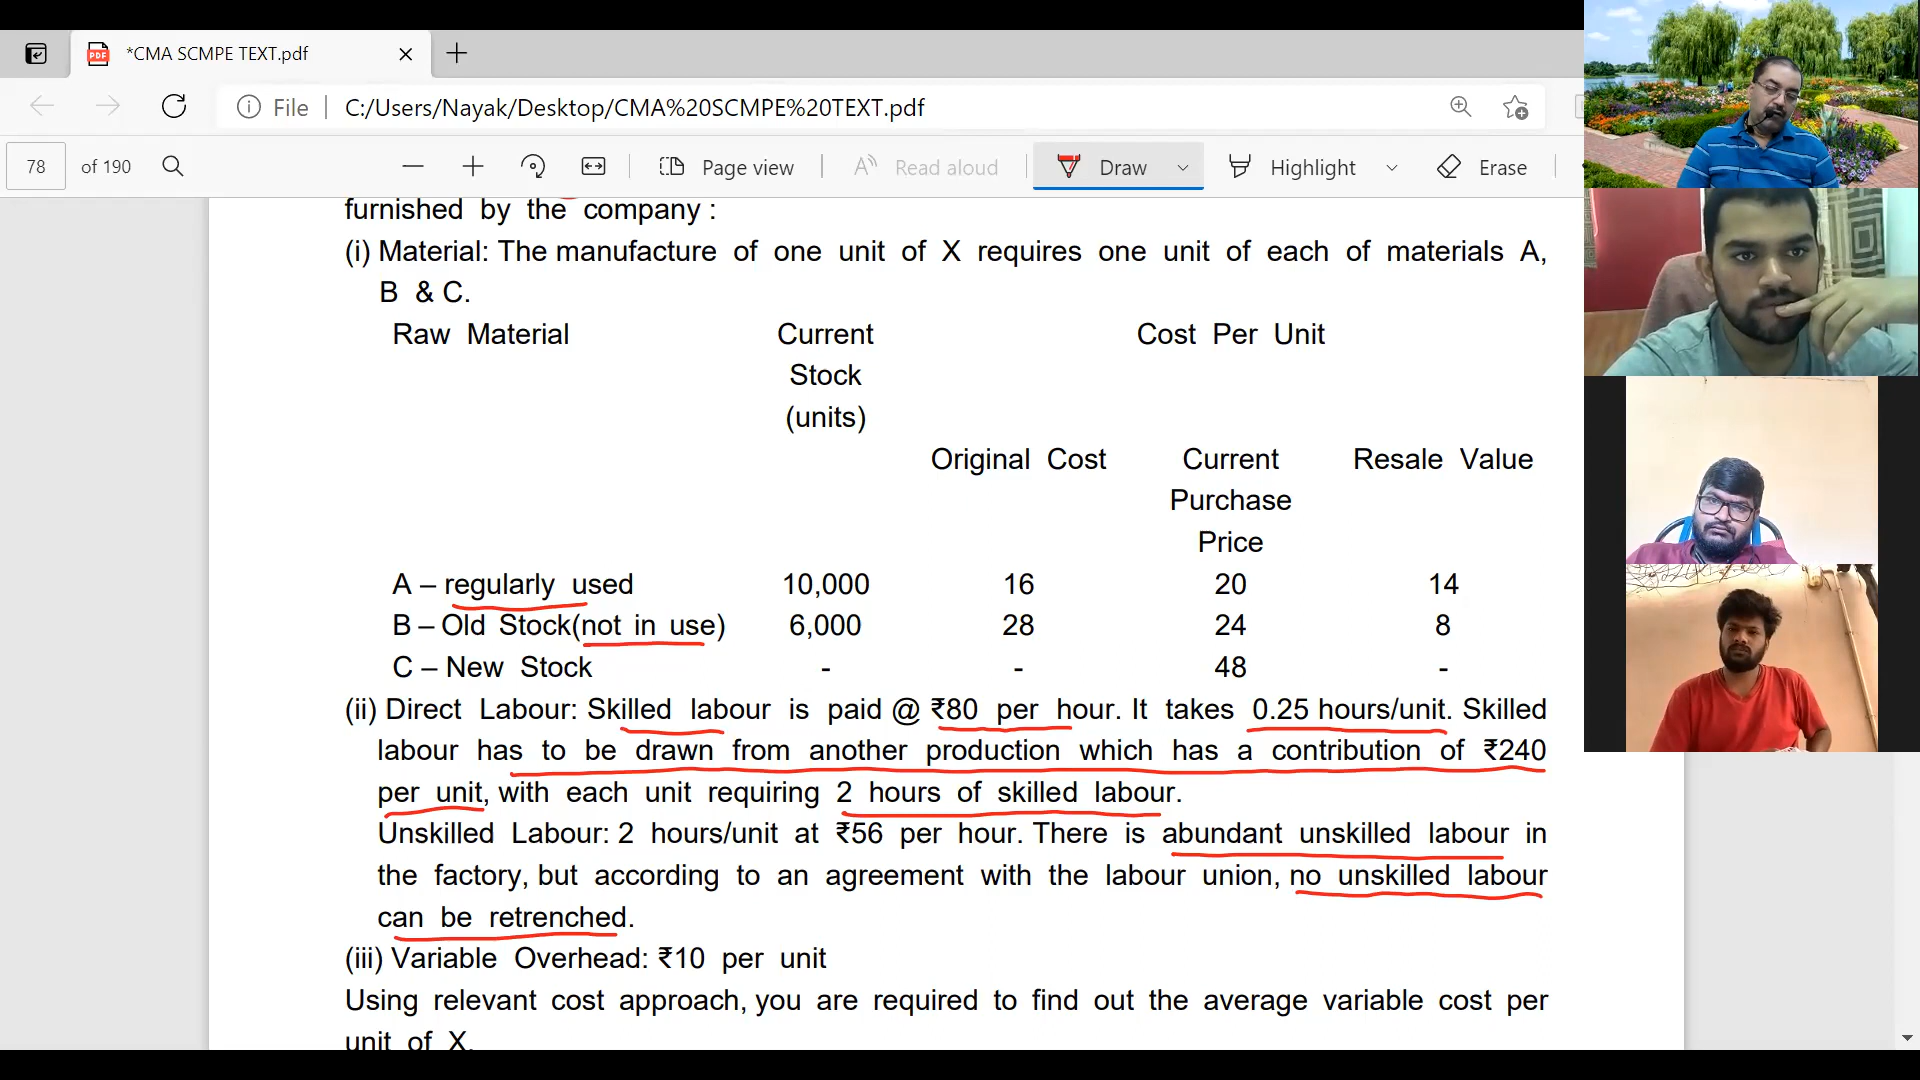 *CMA SCMPE TEXT.pdf
File | C:/Users/Nayak/Desktop/CMA%20SCMPE%20TEXT.pdf
78 of 190 Page view Read aloud Draw Highlight Erase
furnished by the company :
(i) Material: The manufacture of one unit of X requires one unit of each of materials A,
B & C.
Raw Material Current Cost Per Unit
Stock
(units)
Original Cost Current Resale Value
Purchase
Price
A – regularly used 10,000 16 20 14
B – Old Stock(not in use) 6,000 28 24 8
C – New Stock - - 48 -
(ii) Direct Labour: Skilled labour is paid @ ₹80 per hour. It takes 0.25 hours/unit. Skilled
labour has to be drawn from another production which has a contribution of ₹240
per unit, with each unit requiring 2 hours of skilled labour.
Unskilled Labour: 2 hours/unit at ₹56 per hour. There is abundant unskilled labour in
the factory, but according to an agreement with the labour union, no unskilled labour
can be retrenched.
(iii) Variable Overhead: ₹10 per unit
Using relevant cost approach, you are required to find out the average variable cost per
unit of X.